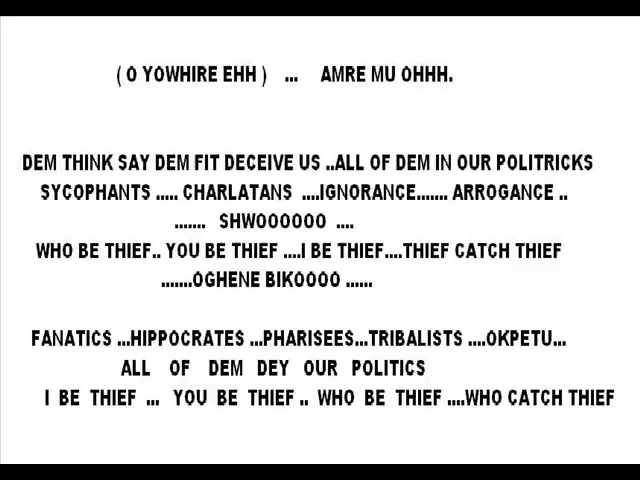 ( O YOWHIRE EHH ) ... AMRE MU OHHH.
DEM THINK SAY DEM FIT DECEIVE US ..ALL OF DEM IN OUR POLITRICKS
SYCOPHANTS ..... CHARLATANS ....IGNORANCE....... ARROGANCE ..
....... SHWOOOOOO ....
WHO BE THIEF.. YOU BE THIEF ....I BE THIEF....THIEF CATCH THIEF
.......OGHENE BIKOOOO ......
FANATICS ...HIPPOCRATES ...PHARISEES...TRIBALISTS ....OKPETU...
ALL OF DEM DEY OUR POLITICS
I BE THIEF ... YOU BE THIEF .. WHO BE THIEF ....WHO CATCH THIEF